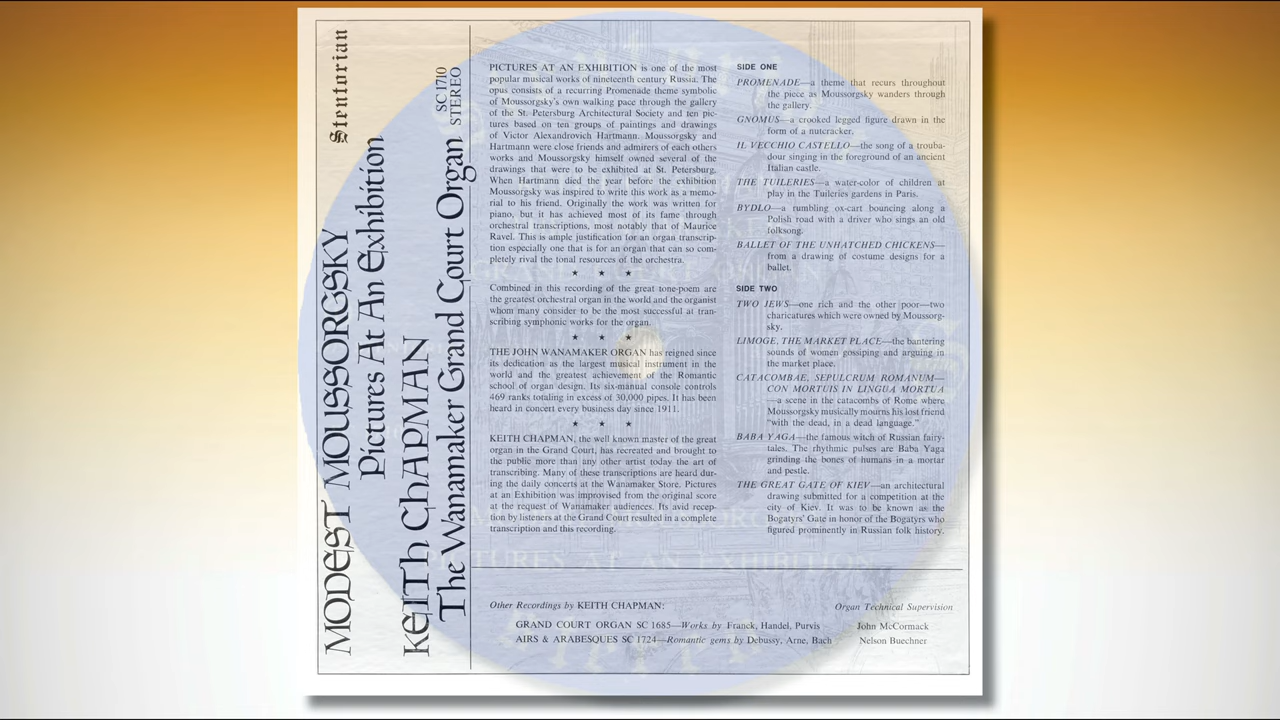 Stentorian
SC 1710
STEREO
MODEST MOUSSORGSKY
Pictures At An Exhibition
KEITH CHAPMAN
The Wanamaker Grand Court Organ
PICTURES AT AN EXHIBITION is one of the most
popular musical works of nineteenth century Russia. The
opus consists of a recurring Promenade theme symbolic
of Moussorgsky's own walking pace through the gallery
of the St. Petersburg Architectural Society and ten pic-
tures based on ten groups of paintings and drawings
of Victor Alexandrovich Hartmann. Moussorgsky and
Hartmann were close friends and admirers of each others
works and Moussorgsky himself owned several of the
drawings that were to be exhibited at St. Petersburg.
When Hartmann died the year before the exhibition
Moussorgsky was inspired to write this work as a memo-
rial to his friend. Originally the work was written for
piano, but it has achieved most of its fame through
orchestral transcriptions, most notably that of Maurice
Ravel. This is ample justification for an organ transcrip-
tion especially one that is for an organ that can so com-
pletely rival the tonal resources of the orchestra.
★ ★ ★
Combined in this recording of the great tone-poem are
the greatest orchestral organ in the world and the organist
whom many consider to be the most successful at tran-
scribing symphonic works for the organ.
★ ★ ★
THE JOHN WANAMAKER ORGAN has reigned since
its dedication as the largest musical instrument in the
world and the greatest achievement of the Romantic
school of organ design. Its six-manual console controls
469 ranks totaling in excess of 30,000 pipes. It has been
heard in concert every business day since 1911.
★ ★ ★
KEITH CHAPMAN, the well known master of the great
organ in the Grand Court, has recreated and brought to
the public more than any other artist today the art of
transcribing. Many of these transcriptions are heard dur-
ing the daily concerts at the Wanamaker Store. Pictures
at an Exhibition was improvised from the original score
at the request of Wanamaker audiences. Its avid recep-
tion by listeners at the Grand Court resulted in a complete
transcription and this recording.
SIDE ONE
PROMENADE—a theme that recurs throughout
the piece as Moussorgsky wanders through
the gallery.
GNOMUS—a crooked legged figure drawn in the
form of a nutcracker.
IL VECCHIO CASTELLO—the song of a trouba-
dour singing in the foreground of an ancient
Italian castle.
THE TUILERIES—a water-color of children at
play in the Tuileries gardens in Paris.
BYDLO—a rumbling ox-cart bouncing along a
Polish road with a driver who sings an old
folksong.
BALLET OF THE UNHATCHED CHICKENS—
from a drawing of costume designs for a
ballet.
SIDE TWO
TWO JEWS—one rich and the other poor—two
charicatures which were owned by Moussorg-
sky.
LIMOGE, THE MARKET PLACE—the bantering
sounds of women gossiping and arguing in
the market place.
CATACOMBAE, SEPULCRUM ROMANUM—
CON MORTUIS IN LINGUA MORTUA
—a scene in the catacombs of Rome where
Moussorgsky musically mourns his lost friend
"with the dead, in a dead language."
BABA YAGA—the famous witch of Russian fairy-
tales. The rhythmic pulses are Baba Yaga
grinding the bones of humans in a mortar
and pestle.
THE GREAT GATE OF KIEV—an architectural
drawing submitted for a competition at the
city of Kiev. It was to be known as the
Bogatyrs' Gate in honor of the Bogatyrs who
figured prominently in Russian folk history.
PICTURES AT AN EXHIBITION
Other Recordings by KEITH CHAPMAN:
GRAND COURT ORGAN SC 1685—Works by Franck, Handel, Purvis
AIRS & ARABESQUES SC 1724—Romantic gems by Debussy, Arne, Bach
Organ Technical Supervision
John McCormack
Nelson Buechner